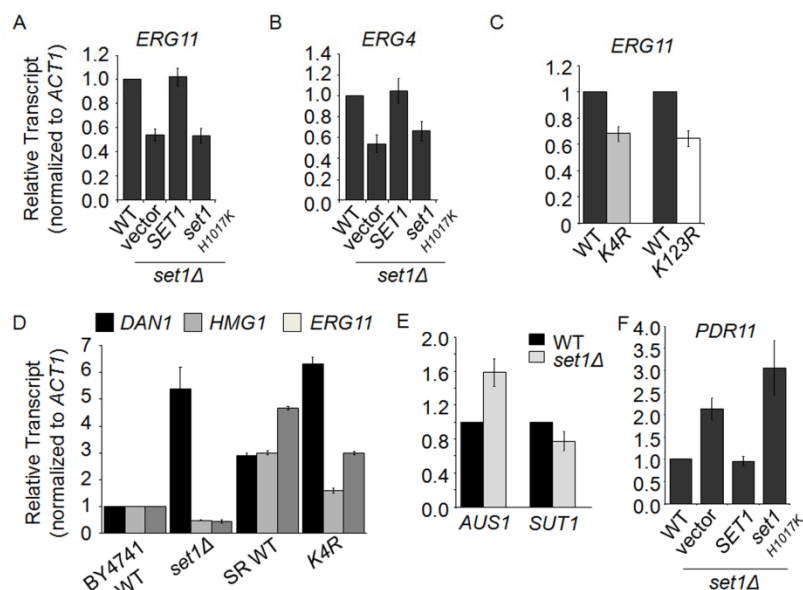 A
ERG11
Relative Transcript
(normalized to ACT1)
1.2
1.0
0.8
0.6
0.4
0.2
0.0
WT
vector
SET1
set1
H1017K
set1Δ
B
ERG4
1.4
1.2
1.0
0.8
0.6
0.4
0.2
0.0
WT
vector
SET1
set1
H1017K
set1Δ
C
ERG11
1.2
1
0.8
0.6
0.4
0.2
0
WT
K4R
WT
K123R
D
DAN1
HMG1
ERG11
Relative Transcript
(normalized to ACT1)
7
6
5
4
3
2
1
0
BY4741
WT
set1Δ
SR WT
K4R
E
WT
set1Δ
2.0
1.6
1.2
0.8
0.4
0.0
AUS1
SUT1
F
PDR11
4.0
3.5
3.0
2.5
2.0
1.5
1.0
0.5
0.0
WT
vector
SET1
set1
H1017K
set1Δ